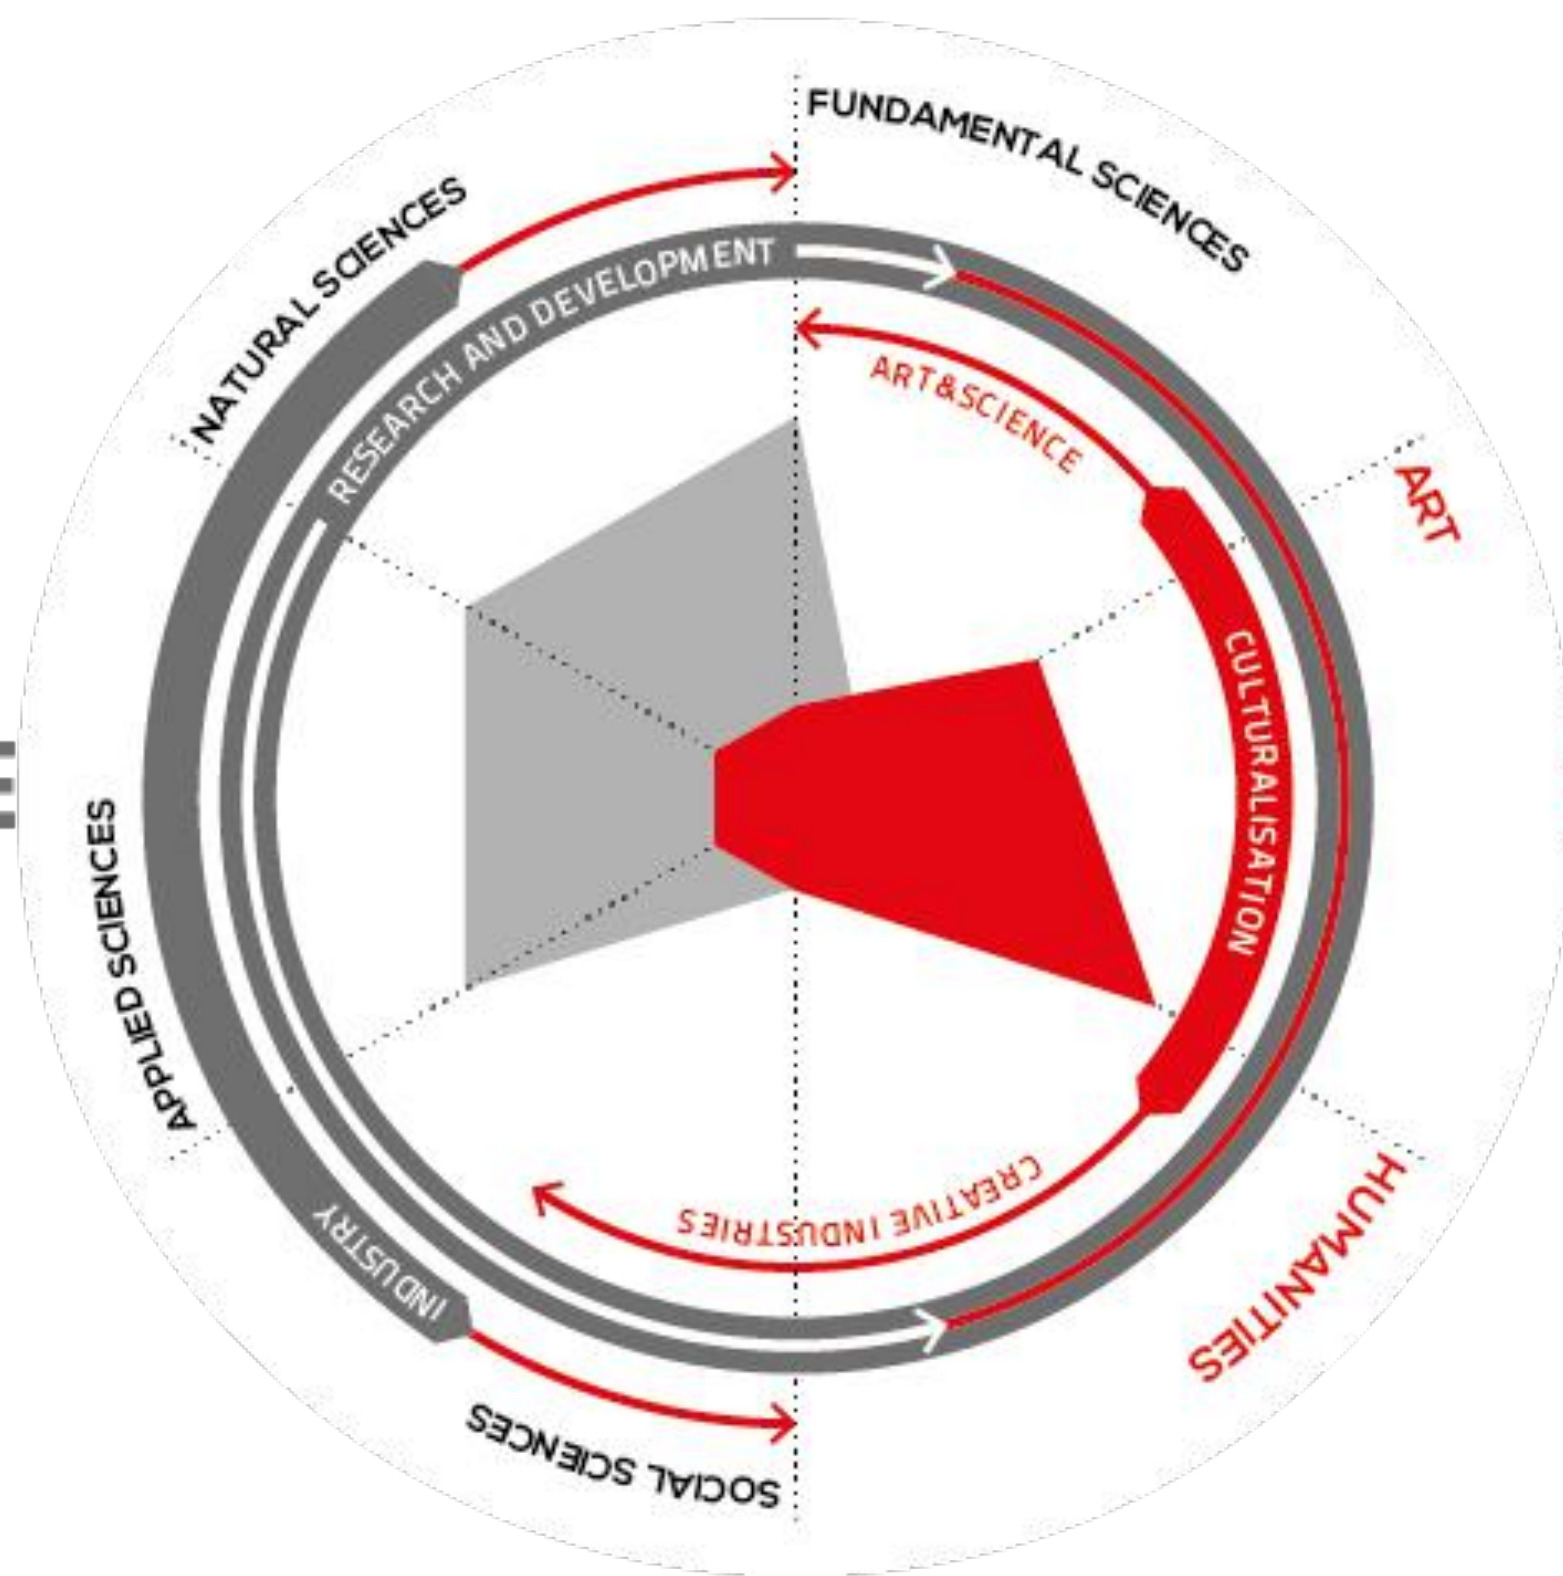 FUNDAMENTAL SCIENCES
ART
HUMANITIES
SOCIAL SCIENCES
APPLIED SCIENCES
NATURAL SCIENCES
RESEARCH AND DEVELOPMENT
ART&SCIENCE
CULTURALISATION
CREATIVE INDUSTRIES
INDUSTRY